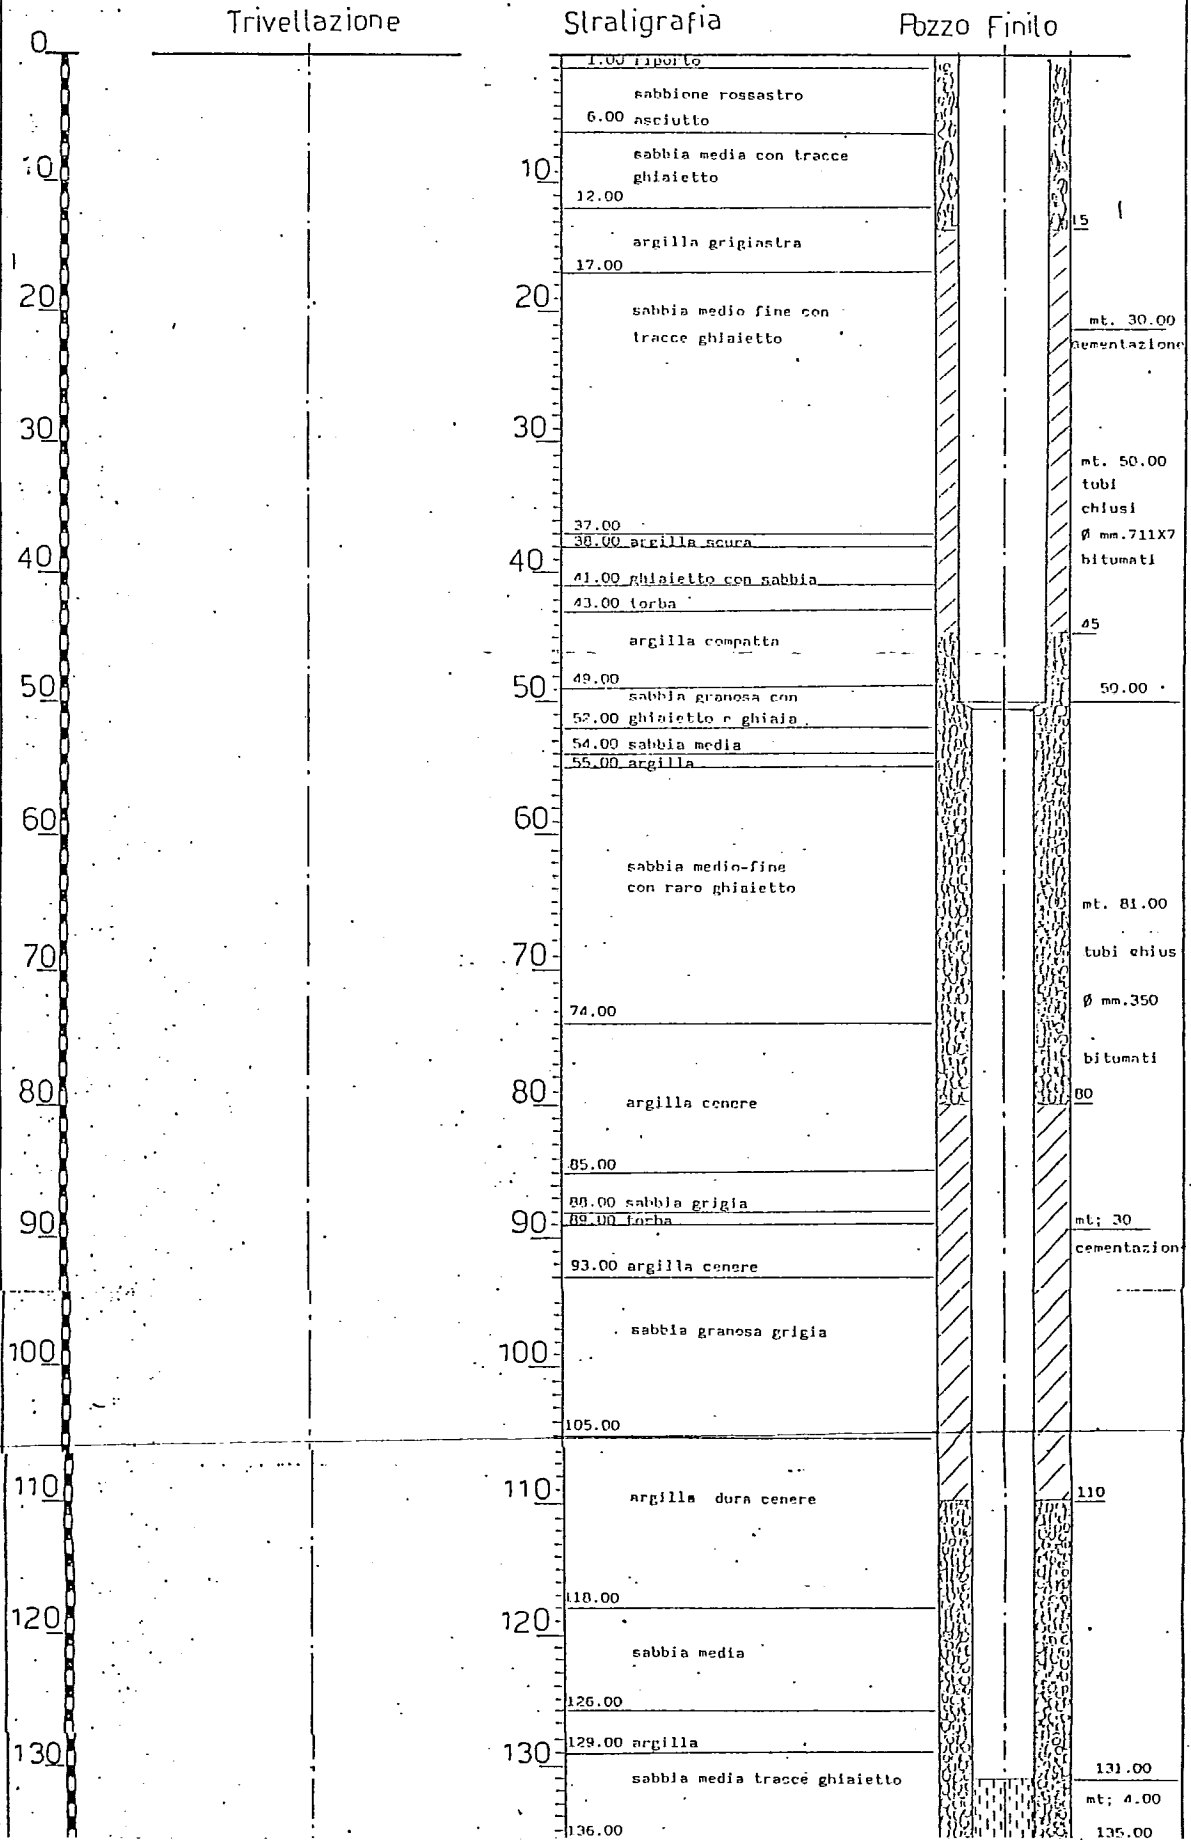 Trivellazione
Stratigrafia
Pozzo Finito
0
10
20
30
40
50
60
70
80
90
100
110
120
130
10
20
30
40
50
60
70
80
90
100
110
120
130
1.00 riporto
sabbione rossastro
6.00 asciutto
sabbia media con tracce
ghiaietto
12.00
argilla grigiastra
17.00
sabbia medio fine con
tracce ghiaietto
37.00
38.00 argilla scura
41.00 ghiaietto con sabbia
43.00 torba
argilla compatta
49.00
sabbia granosa con
52.00 ghiaietto e ghiaia
54.00 sabbia media
55.00 argilla
sabbia medio-fine
con raro ghiaietto
74.00
argilla cenere
85.00
88.00 sabbia grigia
89.00 torba
93.00 argilla cenere
sabbia granosa grigia
105.00
argilla dura cenere
118.00
sabbia media
126.00
129.00 argilla
sabbia media tracce ghiaietto
136.00
15
mt. 30.00
cementazione
mt. 50.00
tubi
chiusi
Ø mm.711X7
bitumati
45
50.00
mt. 81.00
tubi chius
Ø mm.350
bitumati
80
mt; 30
cementazion
110
131.00
mt; 4.00
135.00